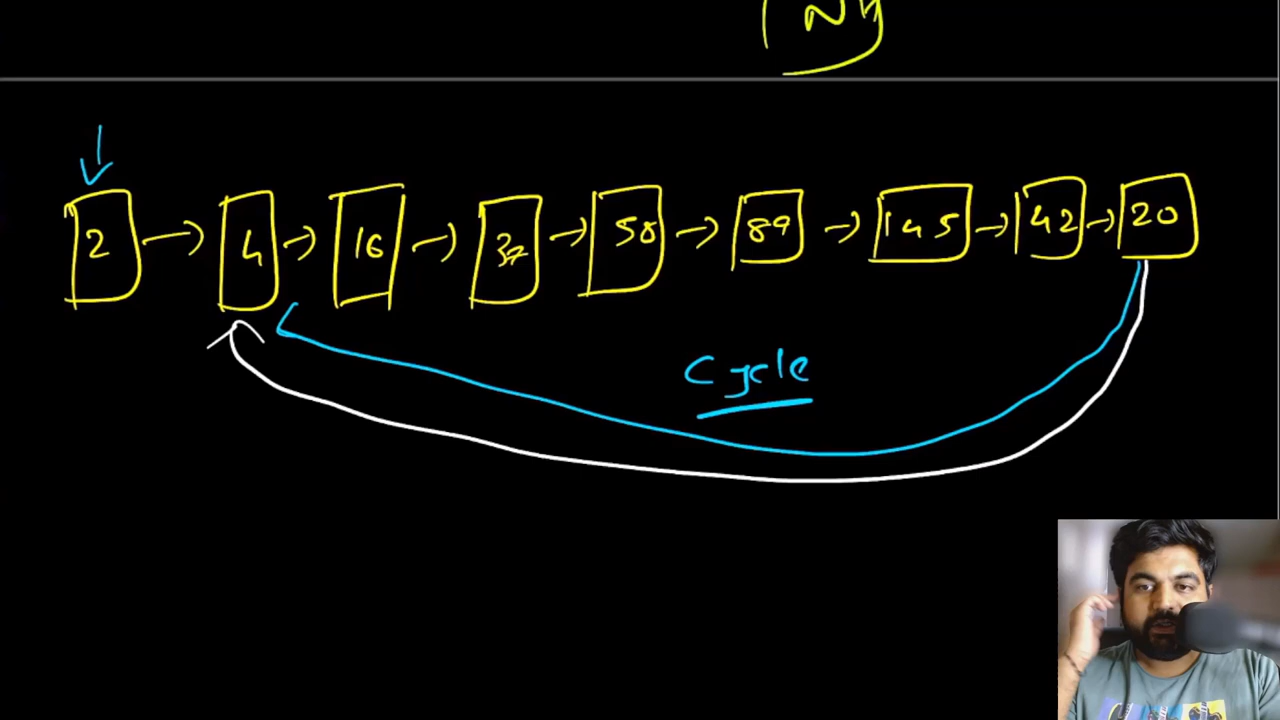 2 → 4 → 16 → 37 → 58 → 89 → 145 → 42 → 20
Cycle